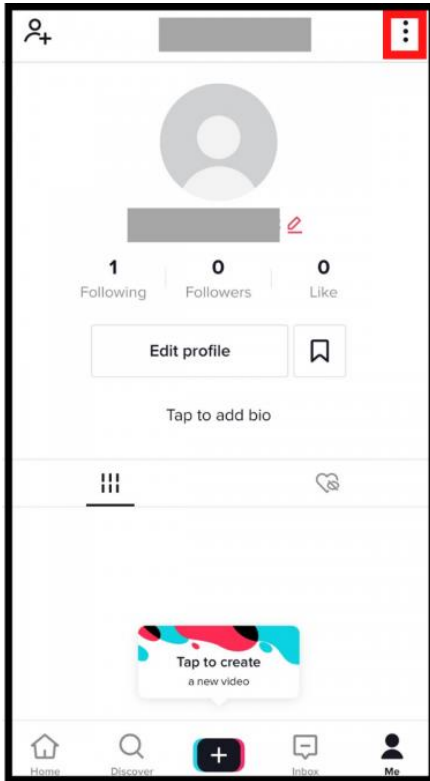 1 0 0
Following Followers Like
Edit profile
Tap to add bio
Tap to create
a new video
Home Discover Inbox Me